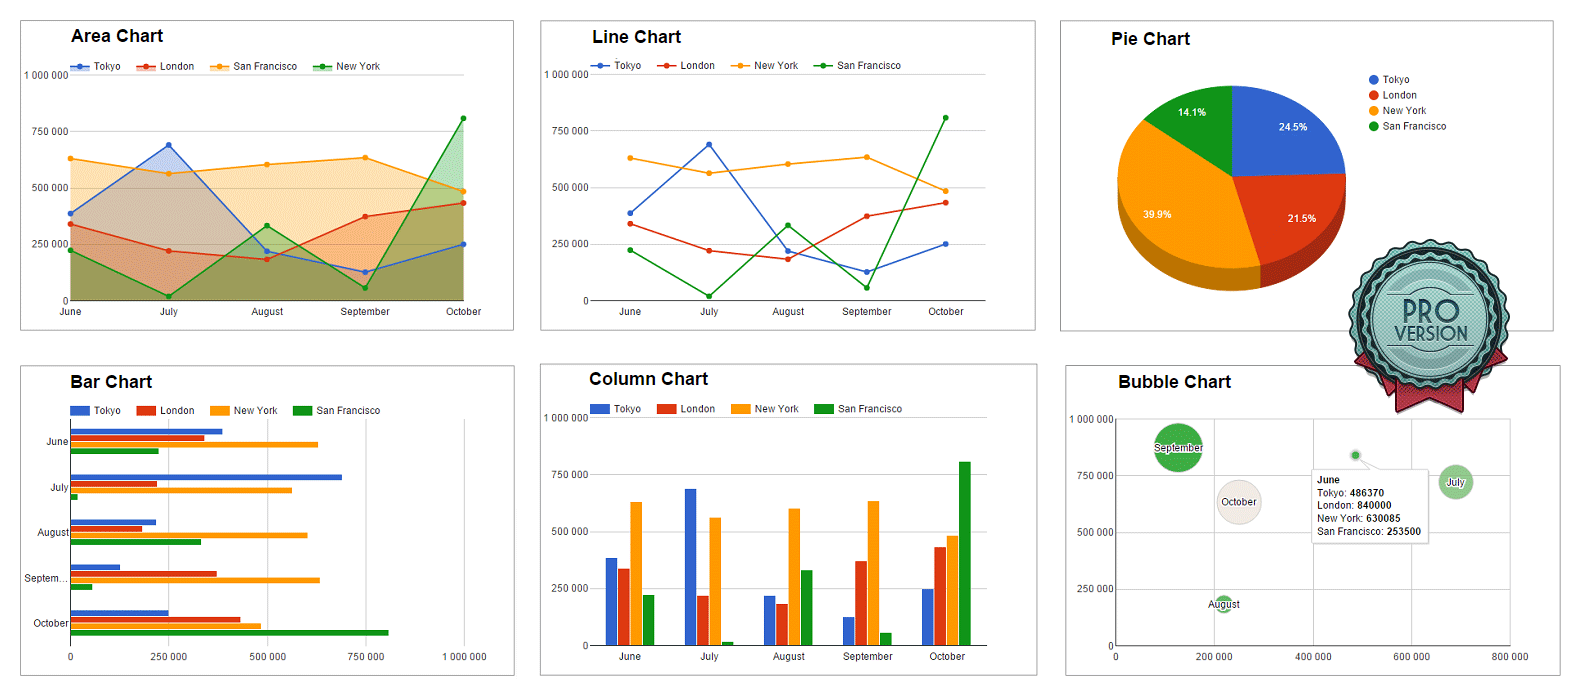 Area Chart
Tokyo London San Francisco New York
1 000 000
750 000
500 000
250 000
0
June July August September October
Line Chart
Tokyo London New York San Francisco
1 000 000
750 000
500 000
250 000
0
June July August September October
Pie Chart
Tokyo
London
New York
San Francisco
14.1%
24.5%
39.9%
21.5%
PRO
VERSION
Bar Chart
Tokyo London New York San Francisco
June
July
August
Septem...
October
0 250 000 500 000 750 000 1 000 000
Column Chart
Tokyo London New York San Francisco
1 000 000
750 000
500 000
250 000
0
June July August September October
Bubble Chart
1 000 000
750 000
500 000
250 000
0
September
October
August
July
June
Tokyo: 486370
London: 840000
New York: 630085
San Francisco: 253500
0 200 000 400 000 600 000 800 000